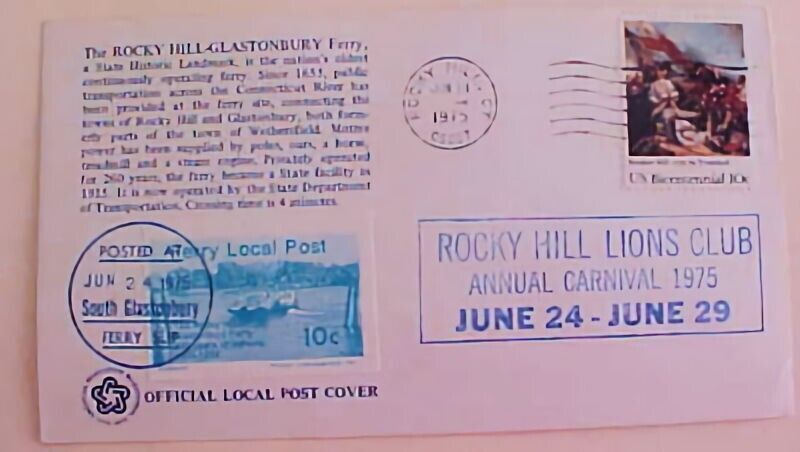 The ROCKY HILL-GLASTONBURY Ferry,
a State Historic Landmark, is the nation's oldest
continuously operating ferry. Since 1655, public
transportation across the Connecticut River has
been provided at the ferry site, connecting the
towns of Rocky Hill and Glastonbury, both form-
erly parts of the town of Wethersfield. Motive
power has been supplied by poles, oars, a horse,
treadmill and a steam engine. Privately operated
for 260 years, the ferry became a State facility in
1915. It is now operated by the State Department
of Transportation. Crossing time is 4 minutes.
ROCKY HILL, CT
1975
06067
US Bicentennial 10c
POSTED AT
JUN 24 1975
South Glastonbury
FERRY SLIP
Ferry Local Post
10c
ROCKY HILL LIONS CLUB
ANNUAL CARNIVAL 1975
JUNE 24 - JUNE 29
OFFICIAL LOCAL POST COVER